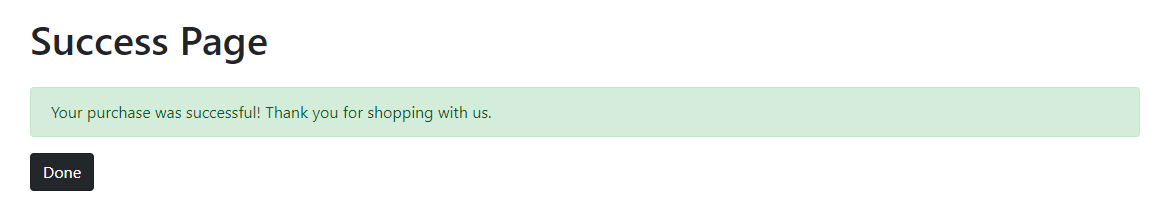 Success Page
Your purchase was successful! Thank you for shopping with us.
Done